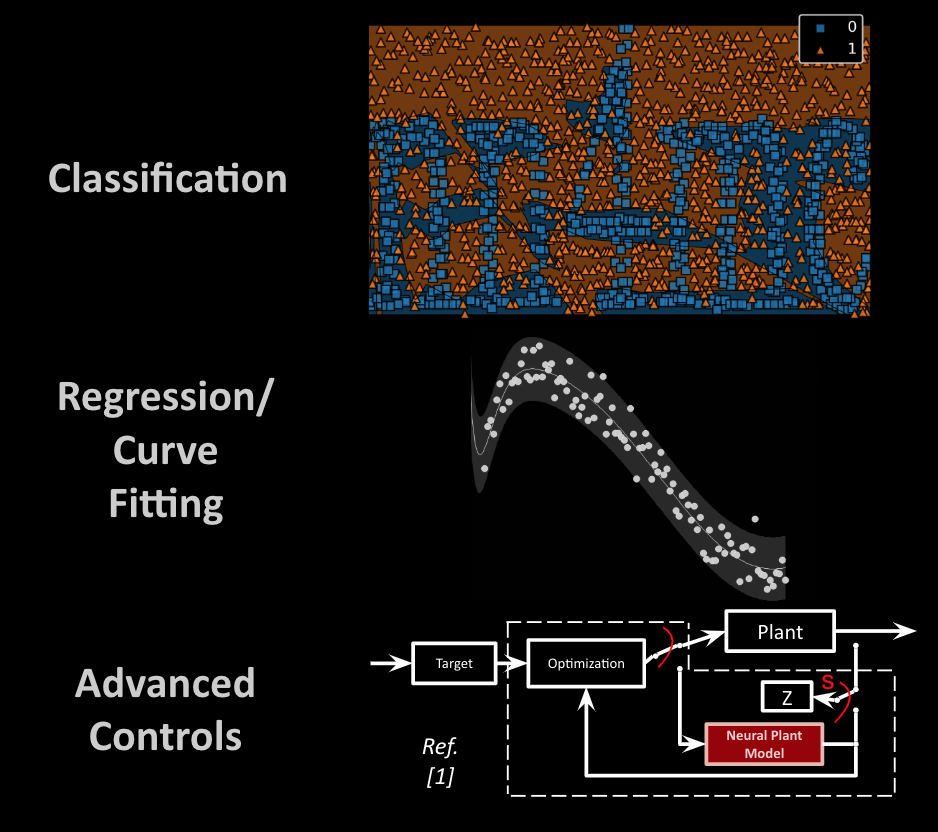 0
1
Classification
Regression/
Curve
Fitting
Advanced
Controls
Ref.
[1]
Target
Optimization
Plant
S
Z
Neural Plant
Model